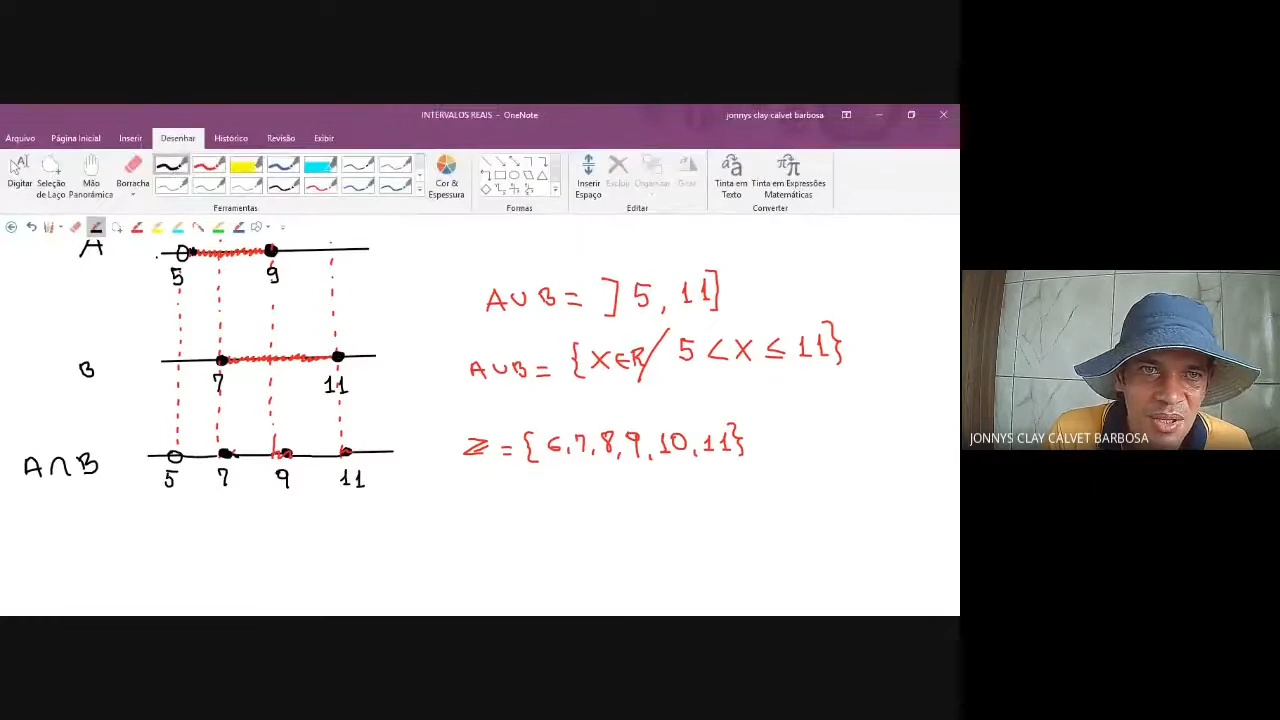 INTERVALOS REAIS - OneNote
jonnys clay calvet barbosa
Arquivo Página Inicial Inserir Desenhar Histórico Revisão Exibir
Digitar Seleção de Laço Mão Panorâmica Borracha Cor & Espessura Inserir Espaço Excluir Organizar Girar Tinta em Texto Tinta em Expressões Matemáticas
Ferramentas Formas Editar Converter
A
5 9
B
7 11
A∩B
5 7 9 11
A∪B = ]5, 11]
A∪B = {X∈R/ 5 < X ≤ 11}
Z = {6,7,8,9,10,11}
JONNYS CLAY CALVET BARBOSA